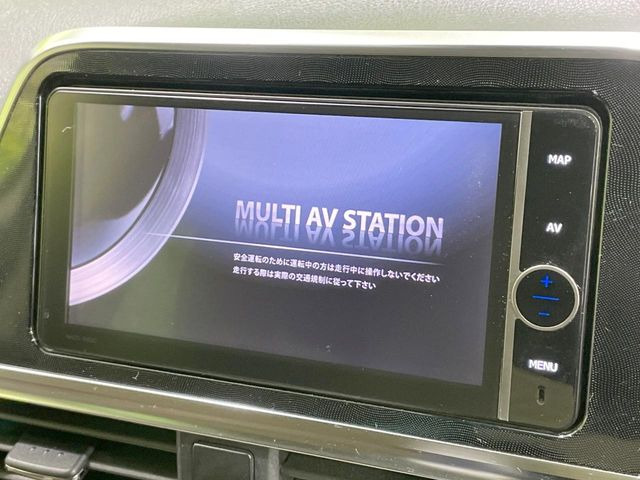 MULTI AV STATION
安全運転のために運転中の方は走行中に操作しないでください
走行する際は実際の交通規制に従って下さい
MAP
AV
+
−
MENU